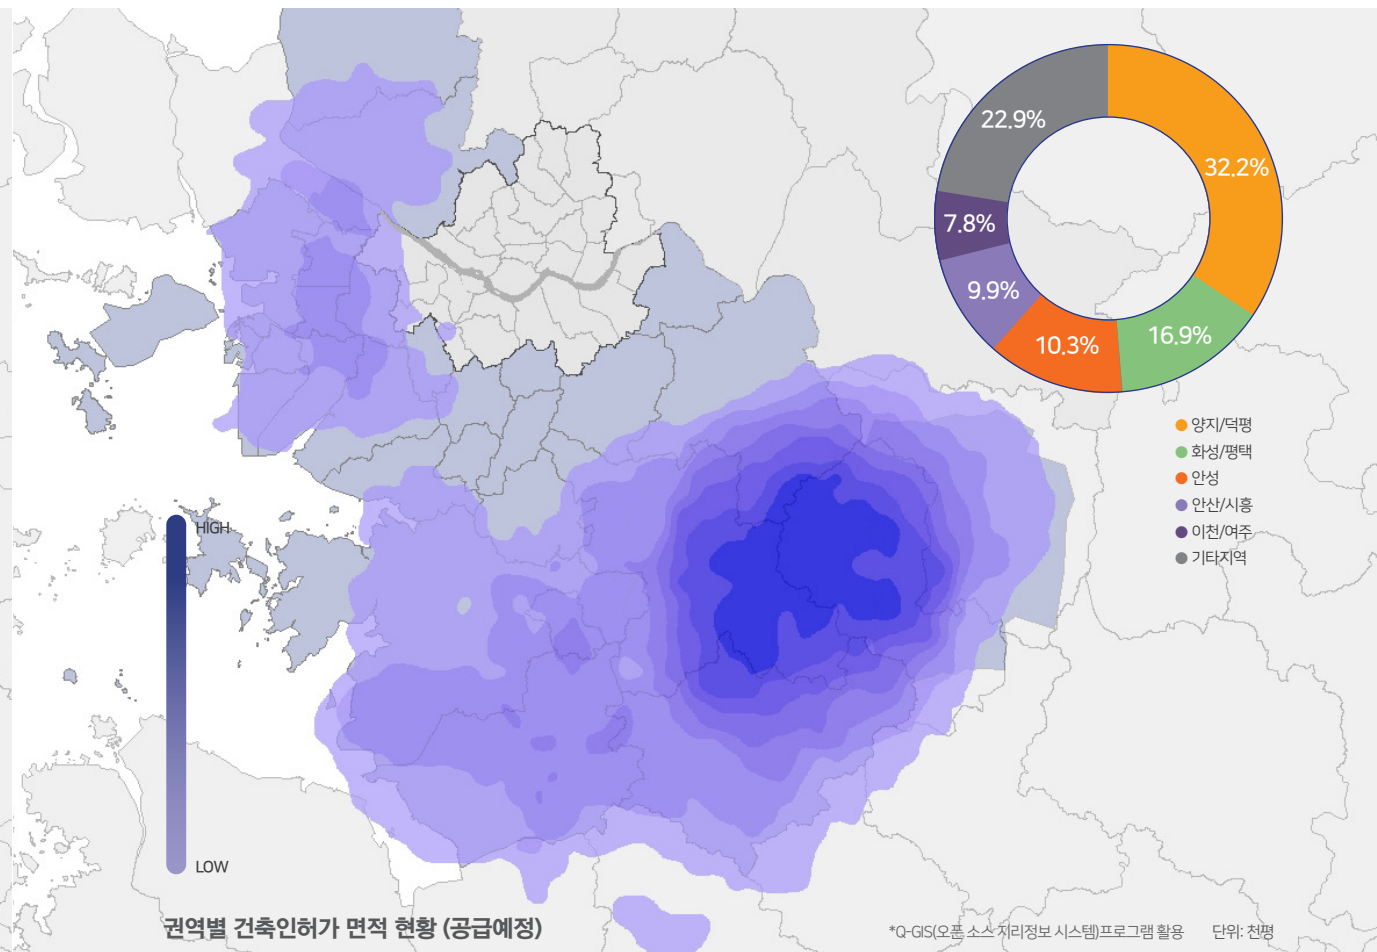 22.9%
32.2%
7.8%
9.9%
10.3%
16.9%
양지/덕평
화성/평택
안성
안산/시흥
이천/여주
기타지역
HIGH
LOW
권역별 건축인허가 면적 현황 (공급예정)
*Q-GIS(오픈 소스 지리정보 시스템)프로그램 활용 단위: 천평